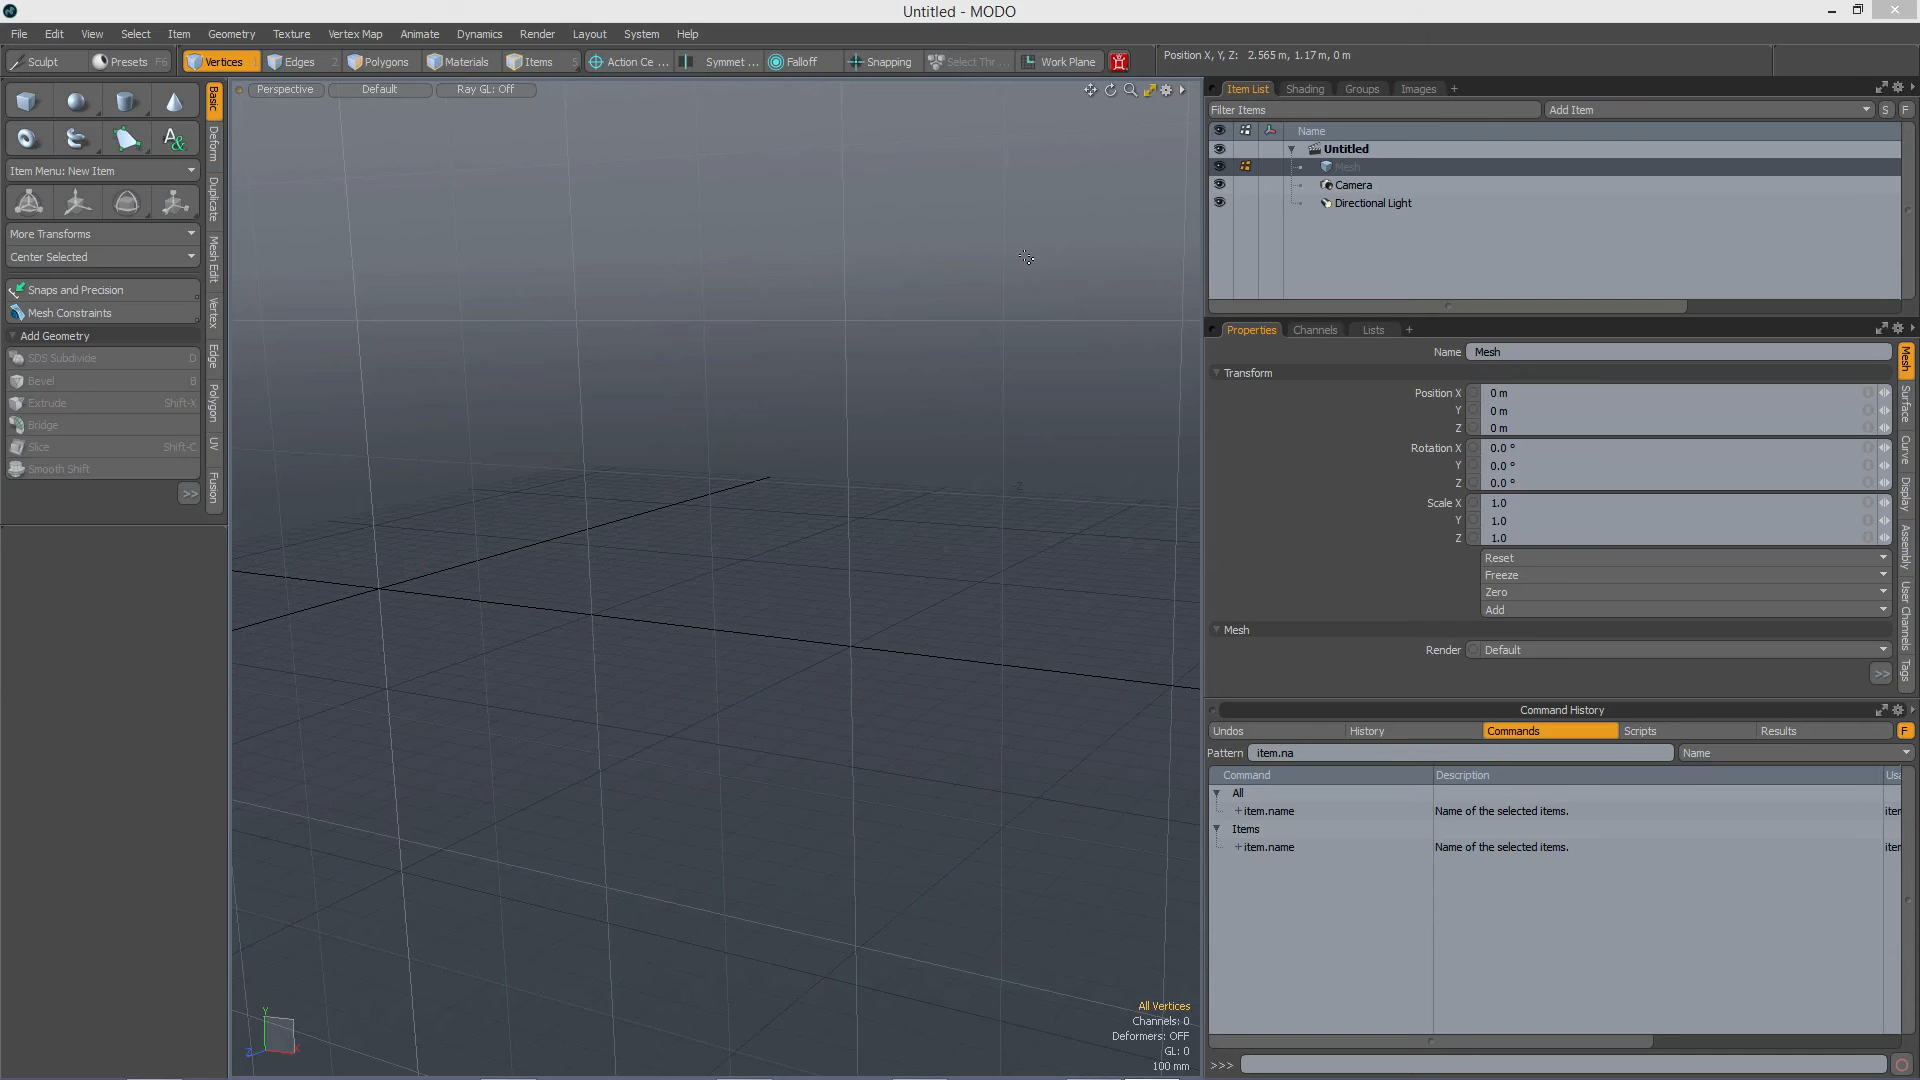 Untitled - MODO
File Edit View Select Item Geometry Texture Vertex Map Animate Dynamics Render Layout System Help
Sculpt Presets F6 Vertices 1 Edges 2 Polygons Materials Items 5 Action Ce ... Symmet ... Falloff Snapping Select Thr ... Work Plane
Position X, Y, Z: 2.565 m, 1.17 m, 0 m
Basic
Deform
Duplicate
Mesh Edit
Vertex
Edge
Polygon
UV
Fusion
Item Menu: New Item
More Transforms
Center Selected
Snaps and Precision
Mesh Constraints
Add Geometry
SDS Subdivide D
Bevel B
Extrude Shift-X
Bridge
Slice Shift-C
Smooth Shift
>>
Perspective Default Ray GL: Off
-Z
Y
Z X
All Vertices
Channels: 0
Deformers: OFF
GL: 0
100 mm
Item List Shading Groups Images +
Filter Items Add Item S F
Name
Untitled
Mesh
Camera
Directional Light
Properties Channels Lists +
Name Mesh
Transform
Position X 0 m
Y 0 m
Z 0 m
Rotation X 0.0 °
Y 0.0 °
Z 0.0 °
Scale X 1.0
Y 1.0
Z 1.0
Reset
Freeze
Zero
Add
Mesh
Render Default
>>
Mesh
Surface
Curve
Display
Assembly
User Channels
Tags
Command History
Undos History Commands Scripts Results F
Pattern item.na Name
Command Description Usa
All
+item.name Name of the selected items. iter
Items
+item.name Name of the selected items. iter
>>>